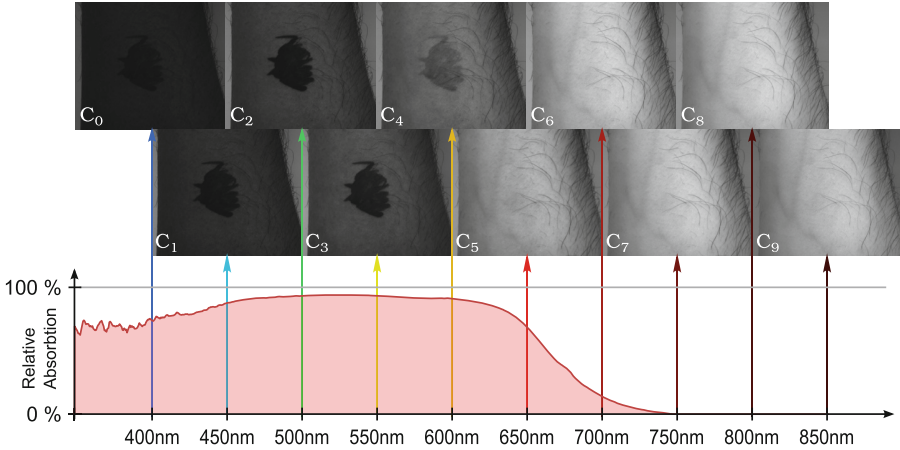 C0 C2 C4 C6 C8
C1 C3 C5 C7 C9
100 %
Relative
Absorbtion
0 %
400nm 450nm 500nm 550nm 600nm 650nm 700nm 750nm 800nm 850nm